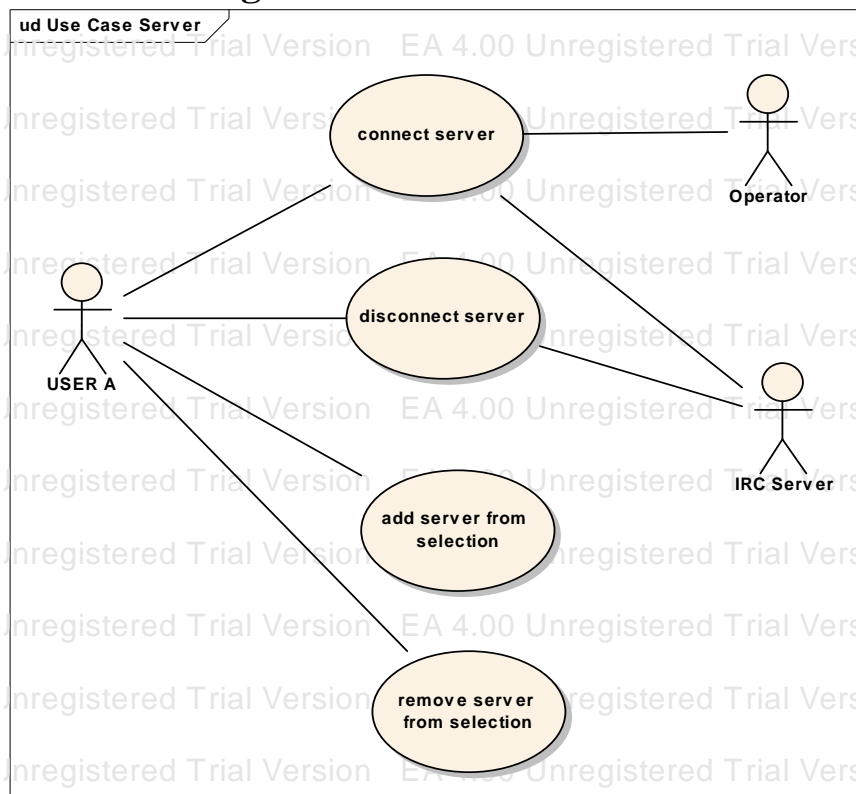 ud Use Case Server
Unregistered Trial Version EA 4.00 Unregistered Trial Vers
connect server
Operator
disconnect server
USER A
IRC Server
add server from
selection
remove server
from selection